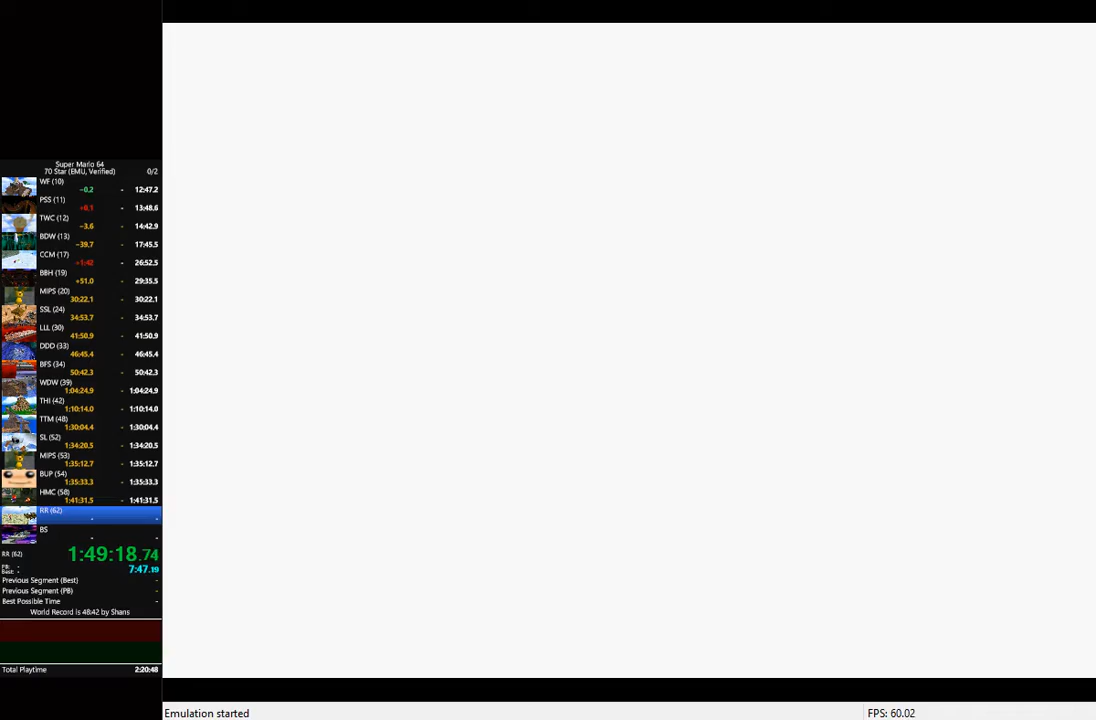 Super Mario 64
70 Star (EMU, Verified) 0/2
WF (10)
−0.2 - 12:47.2
PSS (11)
+0.1 - 13:48.6
TWC (12)
−3.6 - 14:42.9
BDW (13)
−39.7 - 17:45.5
CCM (17)
+1:42 - 26:52.5
BBH (19)
+51.0 - 29:35.5
MIPS (20)
30:22.1 - 30:22.1
SSL (24)
34:53.7 - 34:53.7
LLL (30)
41:50.9 - 41:50.9
DDD (33)
46:45.4 - 46:45.4
BFS (34)
50:42.3 - 50:42.3
WDW (39)
1:04:24.9 - 1:04:24.9
THI (42)
1:10:14.0 - 1:10:14.0
TTM (48)
1:30:04.4 - 1:30:04.4
SL (52)
1:34:20.5 - 1:34:20.5
MIPS (53)
1:35:12.7 - 1:35:12.7
BUP (54)
1:35:33.3 - 1:35:33.3
HMC (58)
1:41:31.5 - 1:41:31.5
RR (62)
- -
BS
- -
RR (62) 1:49:18.74
PB: -
Best: - 7:47.19
Previous Segment (Best) -
Previous Segment (PB) -
Best Possible Time -
World Record is 48:42 by Shans
Total Playtime 2:20:48
Emulation started FPS: 60.02